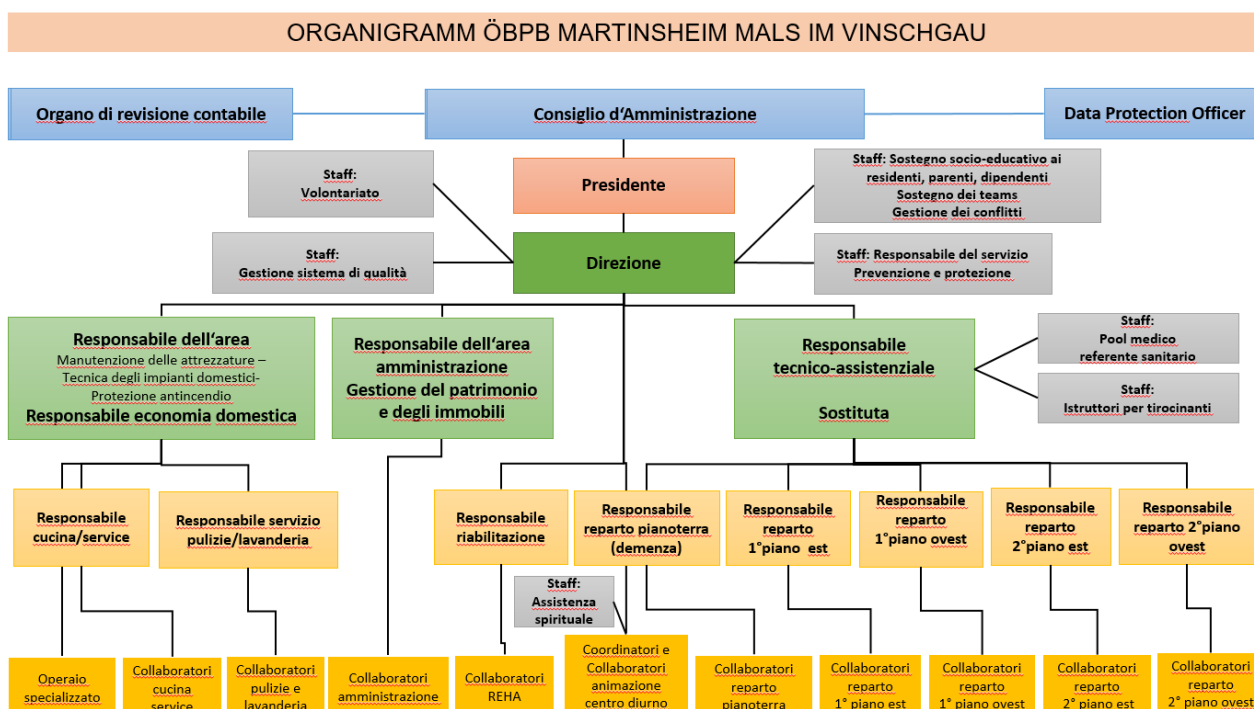 ORGANIGRAMM ÖBPB MARTINSHEIM MALS IM VINSCHGAU
Organo di revisione contabile
Consiglio d‘Amministrazione
Data Protection Officer
Staff:
Volontariato
Presidente
Staff: Sostegno socio-educativo ai
residenti, parenti, dipendenti
Sostegno dei teams
Gestione dei conflitti
Staff:
Gestione sistema di qualità
Direzione
Staff: Responsabile del servizio
Prevenzione e protezione
Responsabile dell‘area
Manutenzione delle attrezzature –
Tecnica degli impianti domestici-
Protezione antincendio
Responsabile economia domestica
Responsabile dell‘area
amministrazione
Gestione del patrimonio
e degli immobili
Responsabile
tecnico-assistenziale
Sostituta
Staff:
Pool medico
referente sanitario
Staff:
Istruttori per tirocinanti
Responsabile
cucina/service
Responsabile servizio
pulizie/lavanderia
Responsabile
riabilitazione
Responsabile
reparto pianoterra
(demenza)
Responsabile
reparto
1°piano est
Responsabile
reparto
1°piano ovest
Responsabile
reparto
2°piano est
Responsabile
reparto 2°piano
ovest
Staff:
Assistenza
spirituale
Operaio
specializzato
Collaboratori
cucina
service
Collaboratori
pulizie e
lavanderia
Collaboratori
amministrazione
Collaboratori
REHA
Coordinatori e
Collaboratori
animazione
centro diurno
Collaboratori
reparto
pianoterra
Collaboratori
reparto
1° piano est
Collaboratori
reparto
1° piano ovest
Collaboratori
reparto
2° piano est
Collaboratori
reparto
2° piano ovest